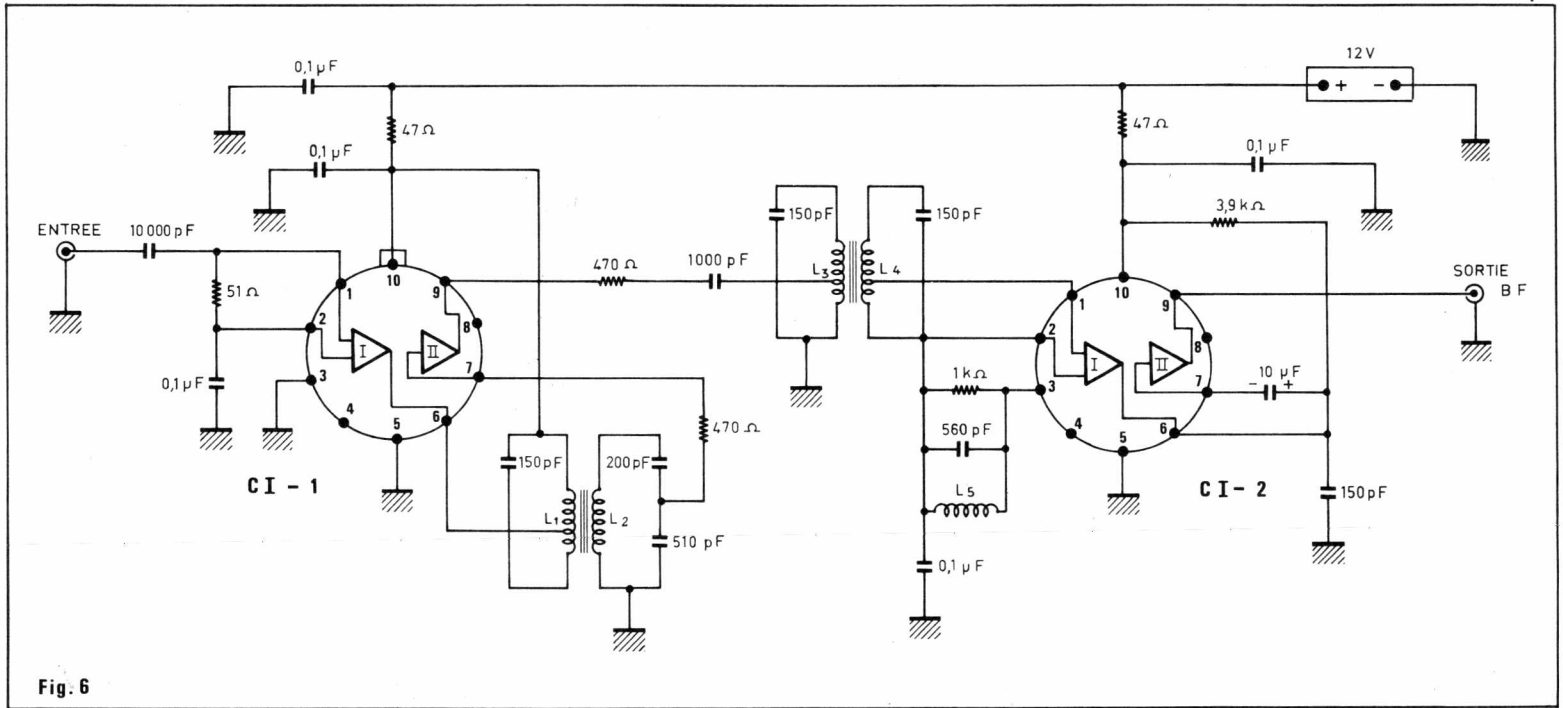 12 V
+ -
0,1 µF
47 Ω
47 Ω
0,1 µF
0,1 µF
3,9 kΩ
150 pF
150 pF
ENTREE
10 000 pF
10
470 Ω
1000 pF
L3
L4
10
SORTIE
B F
51 Ω
1
9
1
9
2
8
2
8
I
II
I
II
3
7
1 kΩ
3
7
10 µF
- +
0,1 µF
4
5
6
470 Ω
560 pF
4
5
6
CI - 1
150 pF
200 pF
L5
CI - 2
150 pF
L1
L2
510 pF
0,1 µF
Fig. 6